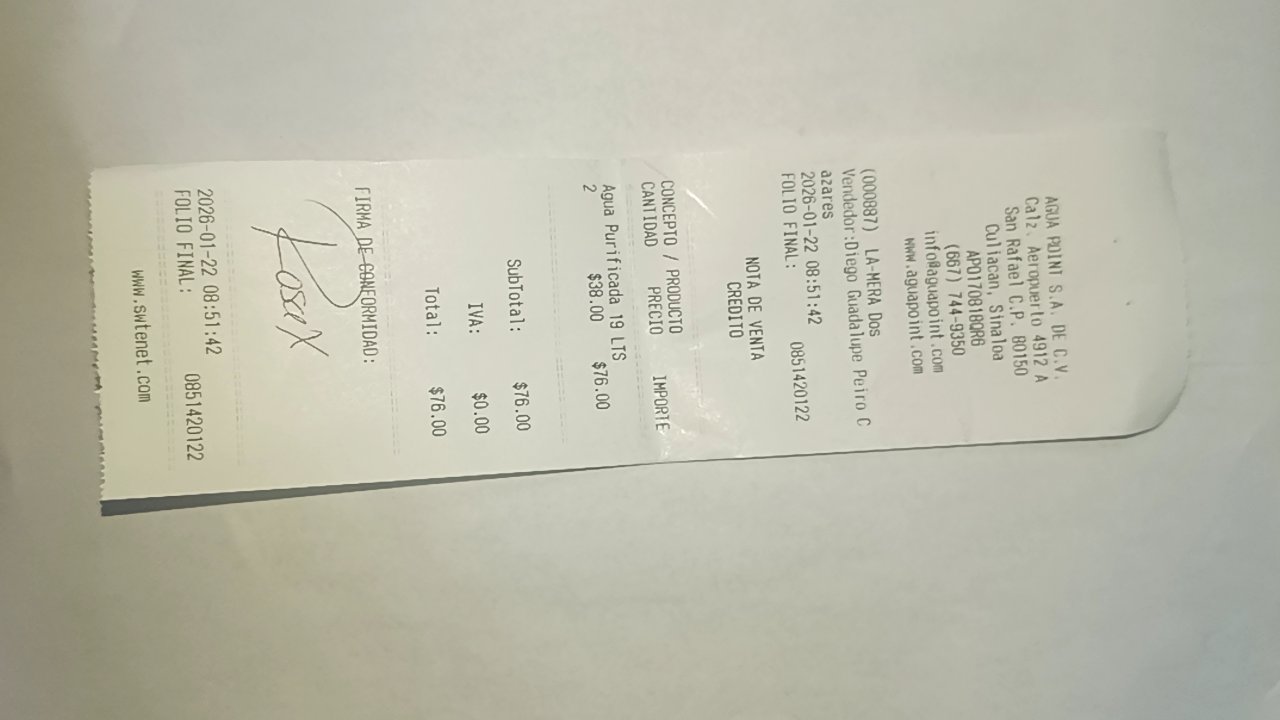 AGUA POINT S.A. DE C.V.
Calz. Aeropuerto 4912 A
San Rafael C.P. 80150
Culiacan, Sinaloa
APO170818QR6
(667) 744-9350
info@aguapoint.com
www.aguapoint.com
(000887) LA-MERA Dos
Vendedor:Diego Guadalupe Peiro C
azares
2026-01-22 08:51:42
FOLIO FINAL: 0851420122
NOTA DE VENTA
CREDITO
CONCEPTO / PRODUCTO
CANTIDAD PRECIO IMPORTE
Agua Purificada 19 LTS
2 $38.00 $76.00
SubTotal: $76.00
IVA: $0.00
Total: $76.00
FIRMA DE CONFORMIDAD:
2026-01-22 08:51:42
FOLIO FINAL: 0851420122
www.swtenet.com